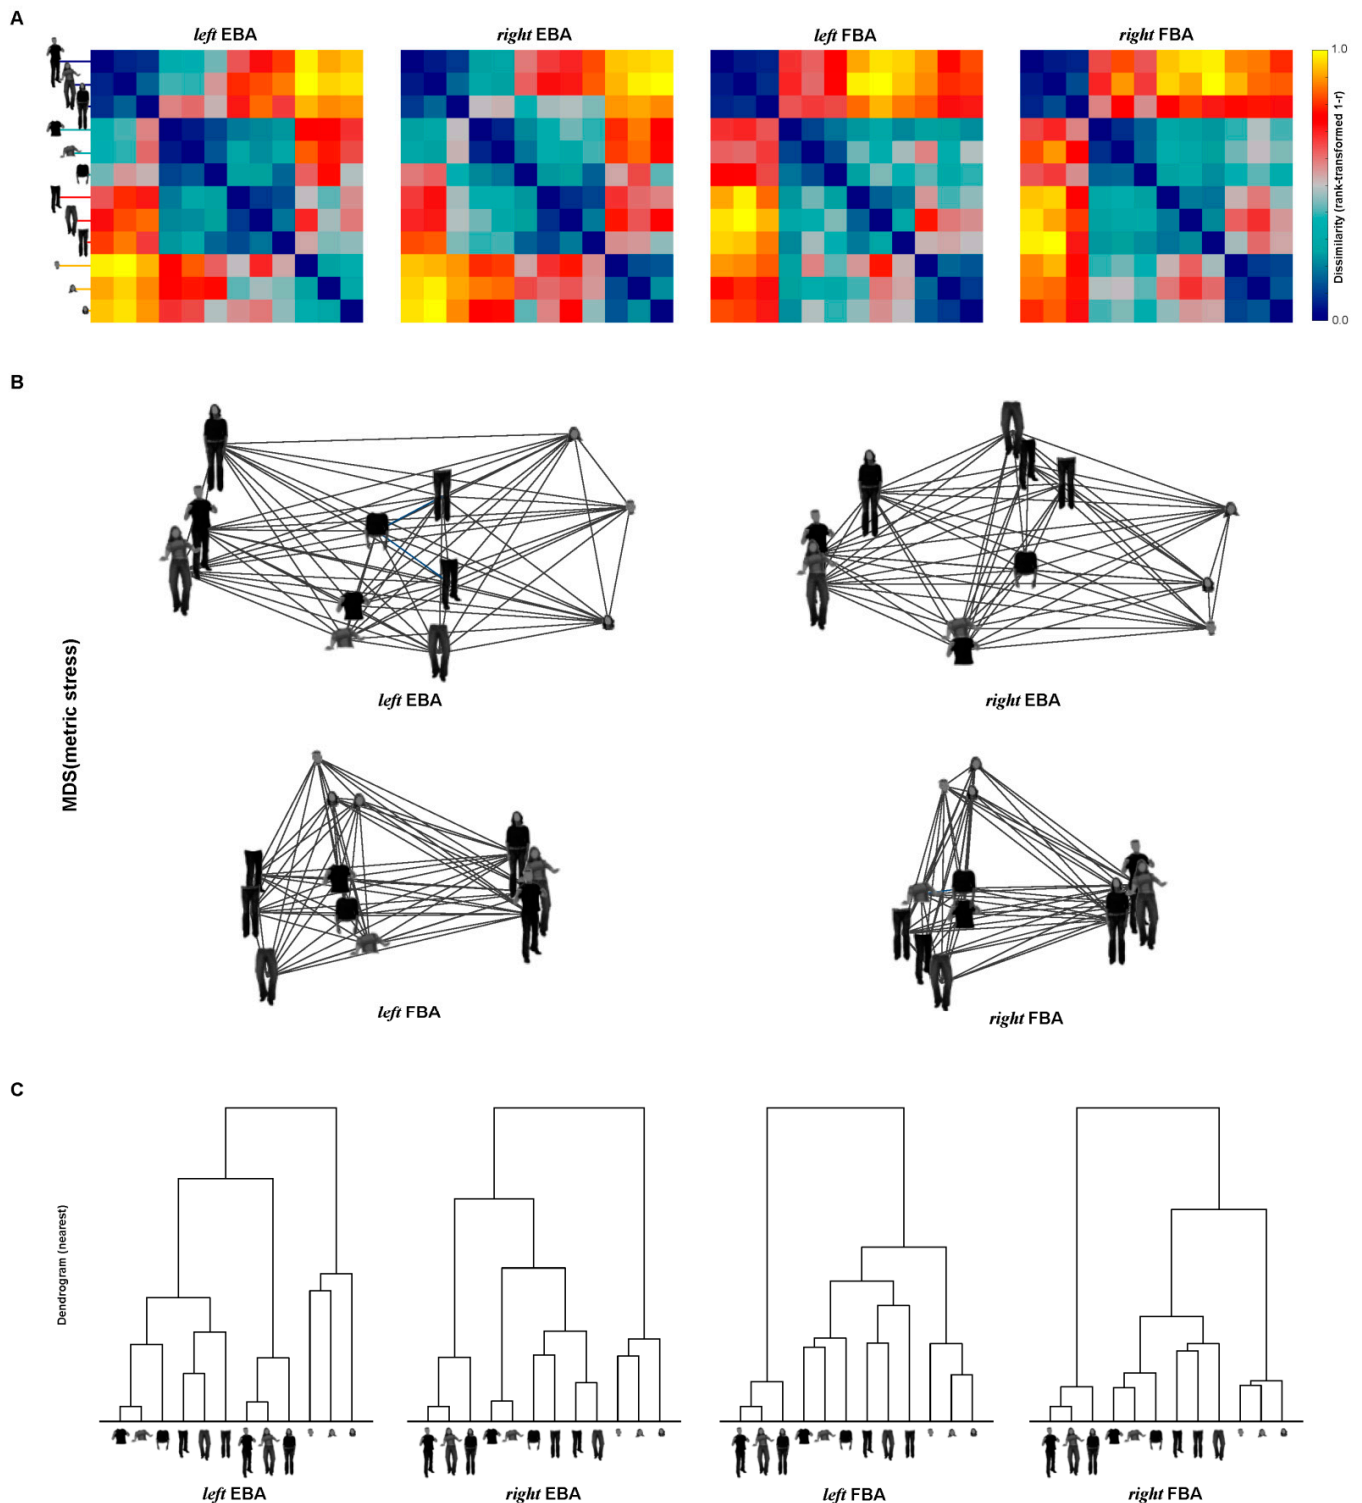 A
left EBA
right EBA
left FBA
right FBA
1.0
Dissimilarity (rank-transformed 1-r)
0.0
B
MDS(metric stress)
left EBA
right EBA
left FBA
right FBA
C
Dendrogram (nearest)
left EBA
right EBA
left FBA
right FBA